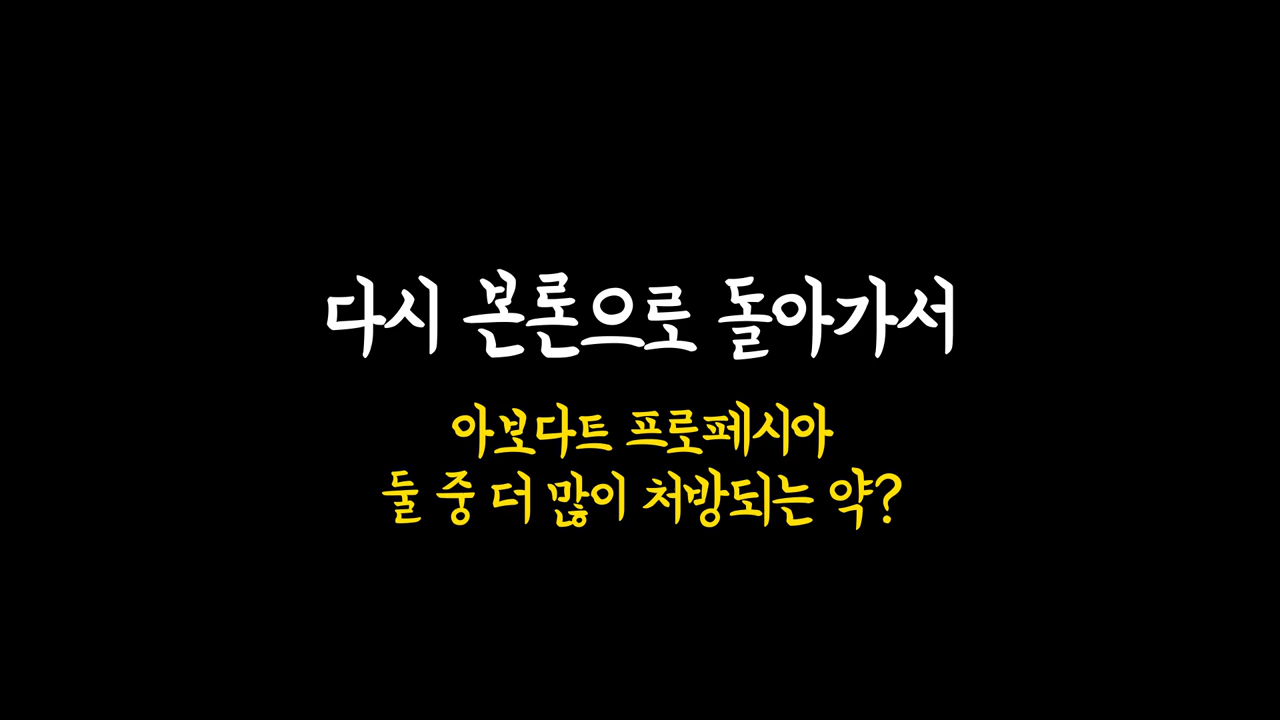 다시 본론으로 돌아가서
아보다트 프로페시아
둘 중 더 많이 처방되는 약?